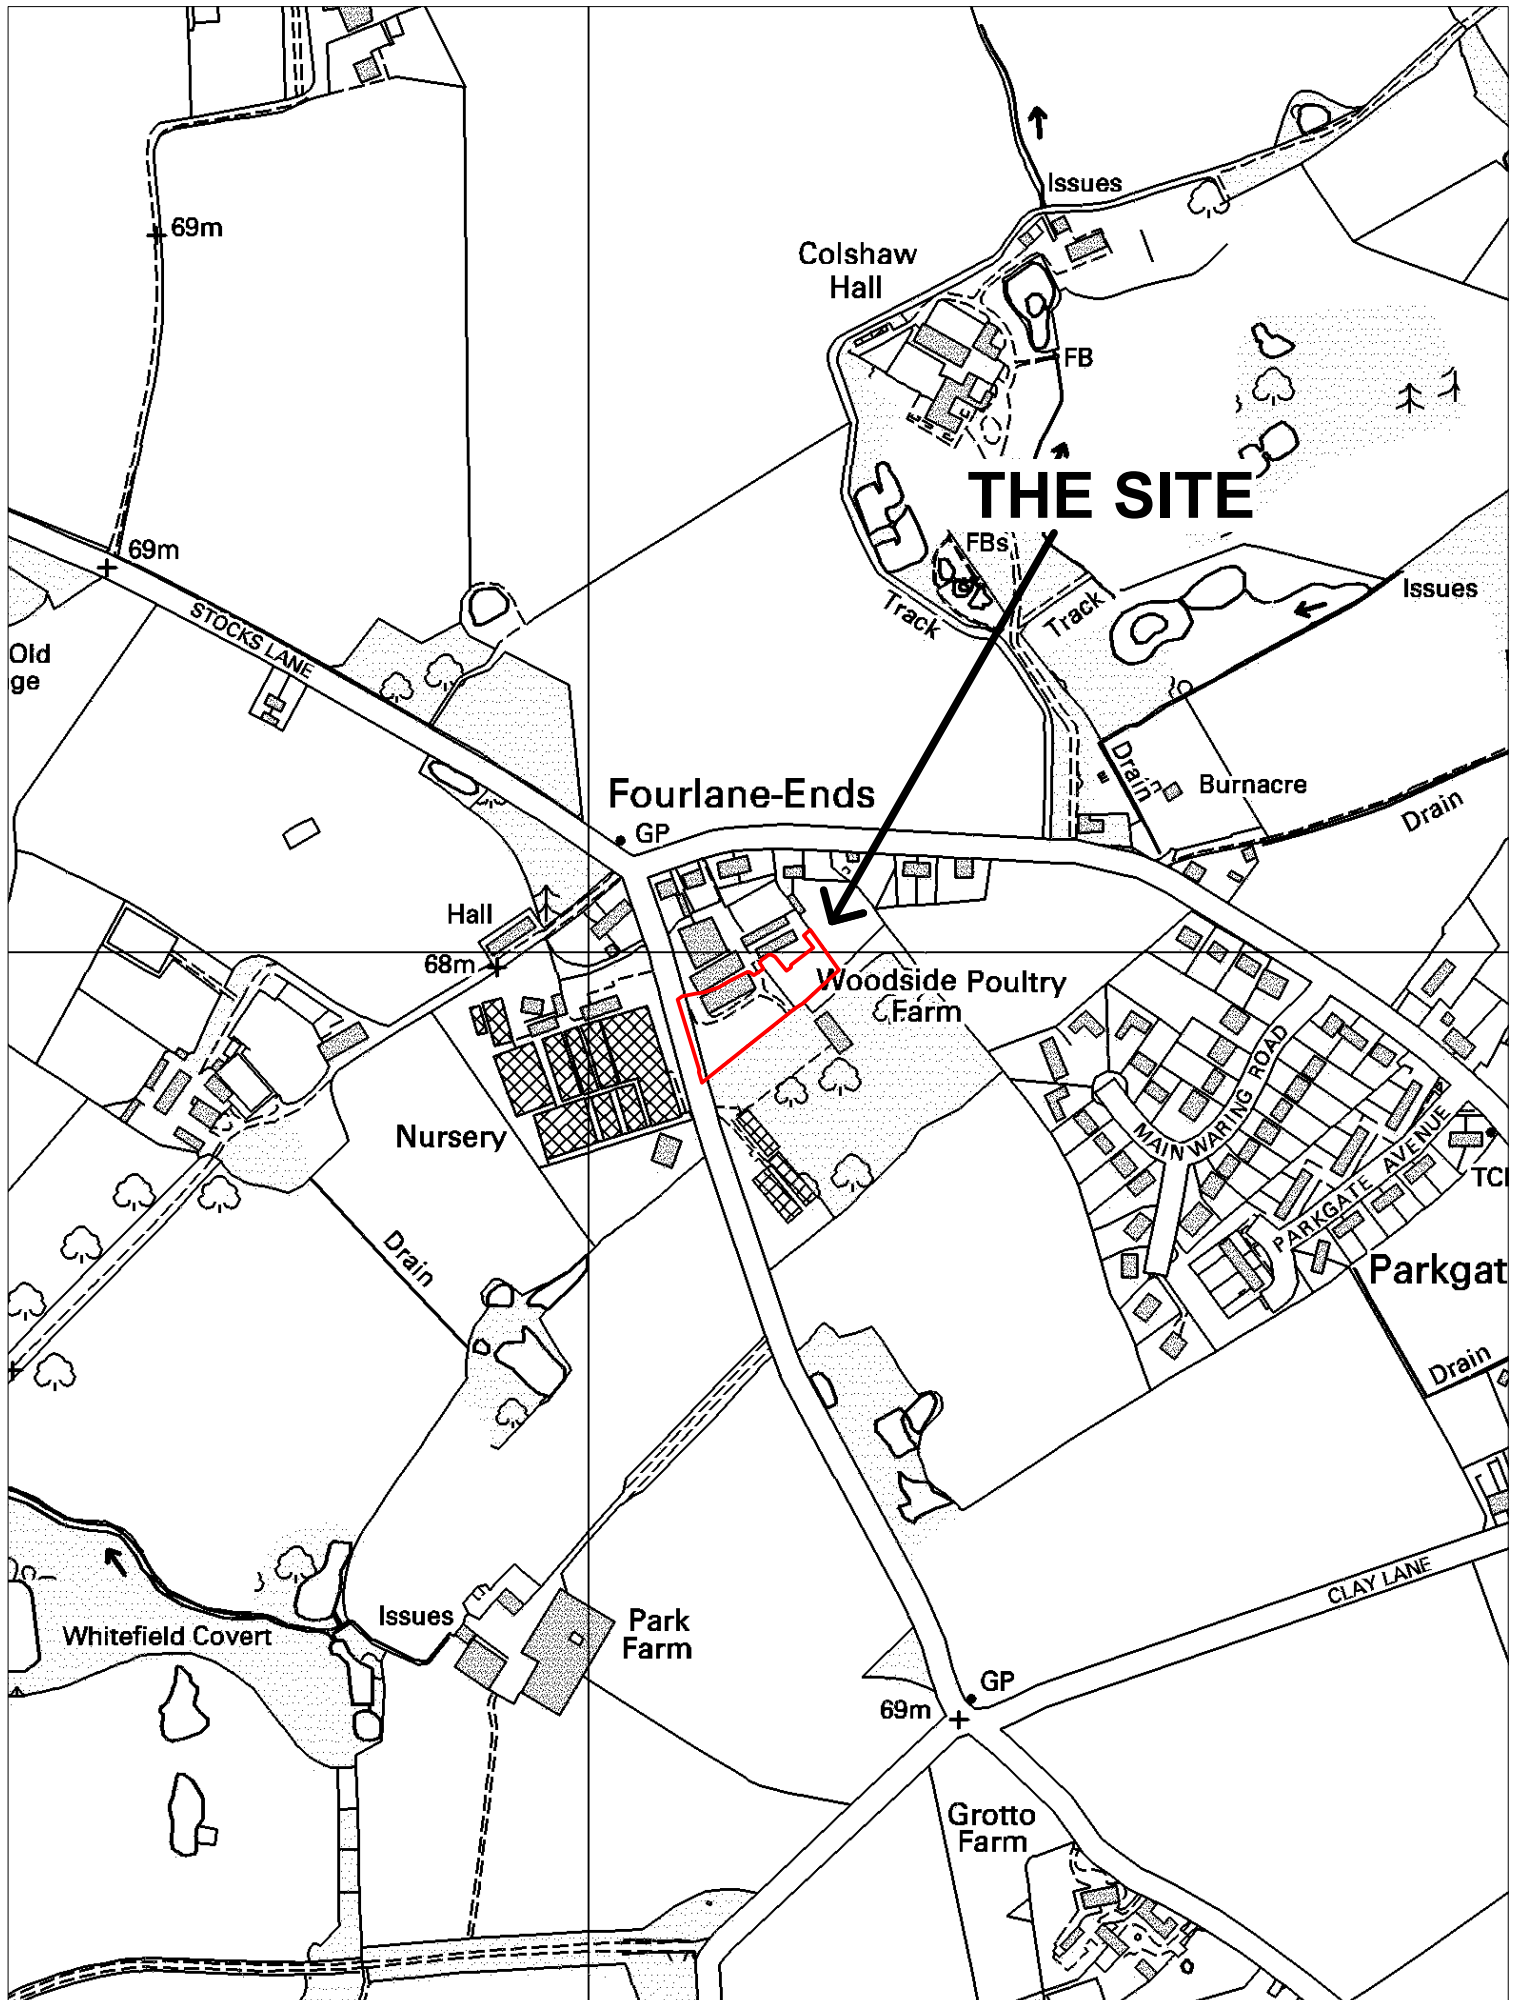 Issues
69m
Colshaw
Hall
FB
THE SITE
FBs
69m
Issues
STOCKS LANE
Track
Track
Old
ge
Drain
Burnacre
Fourlane-Ends
Drain
GP
Hall
68m
Woodside Poultry
Farm
MAINWARING ROAD
Nursery
PARKGATE AVENUE
TCI
Drain
Parkgat
Drain
CLAY LANE
Issues
Park
Farm
Whitefield Covert
GP
69m
Grotto
Farm